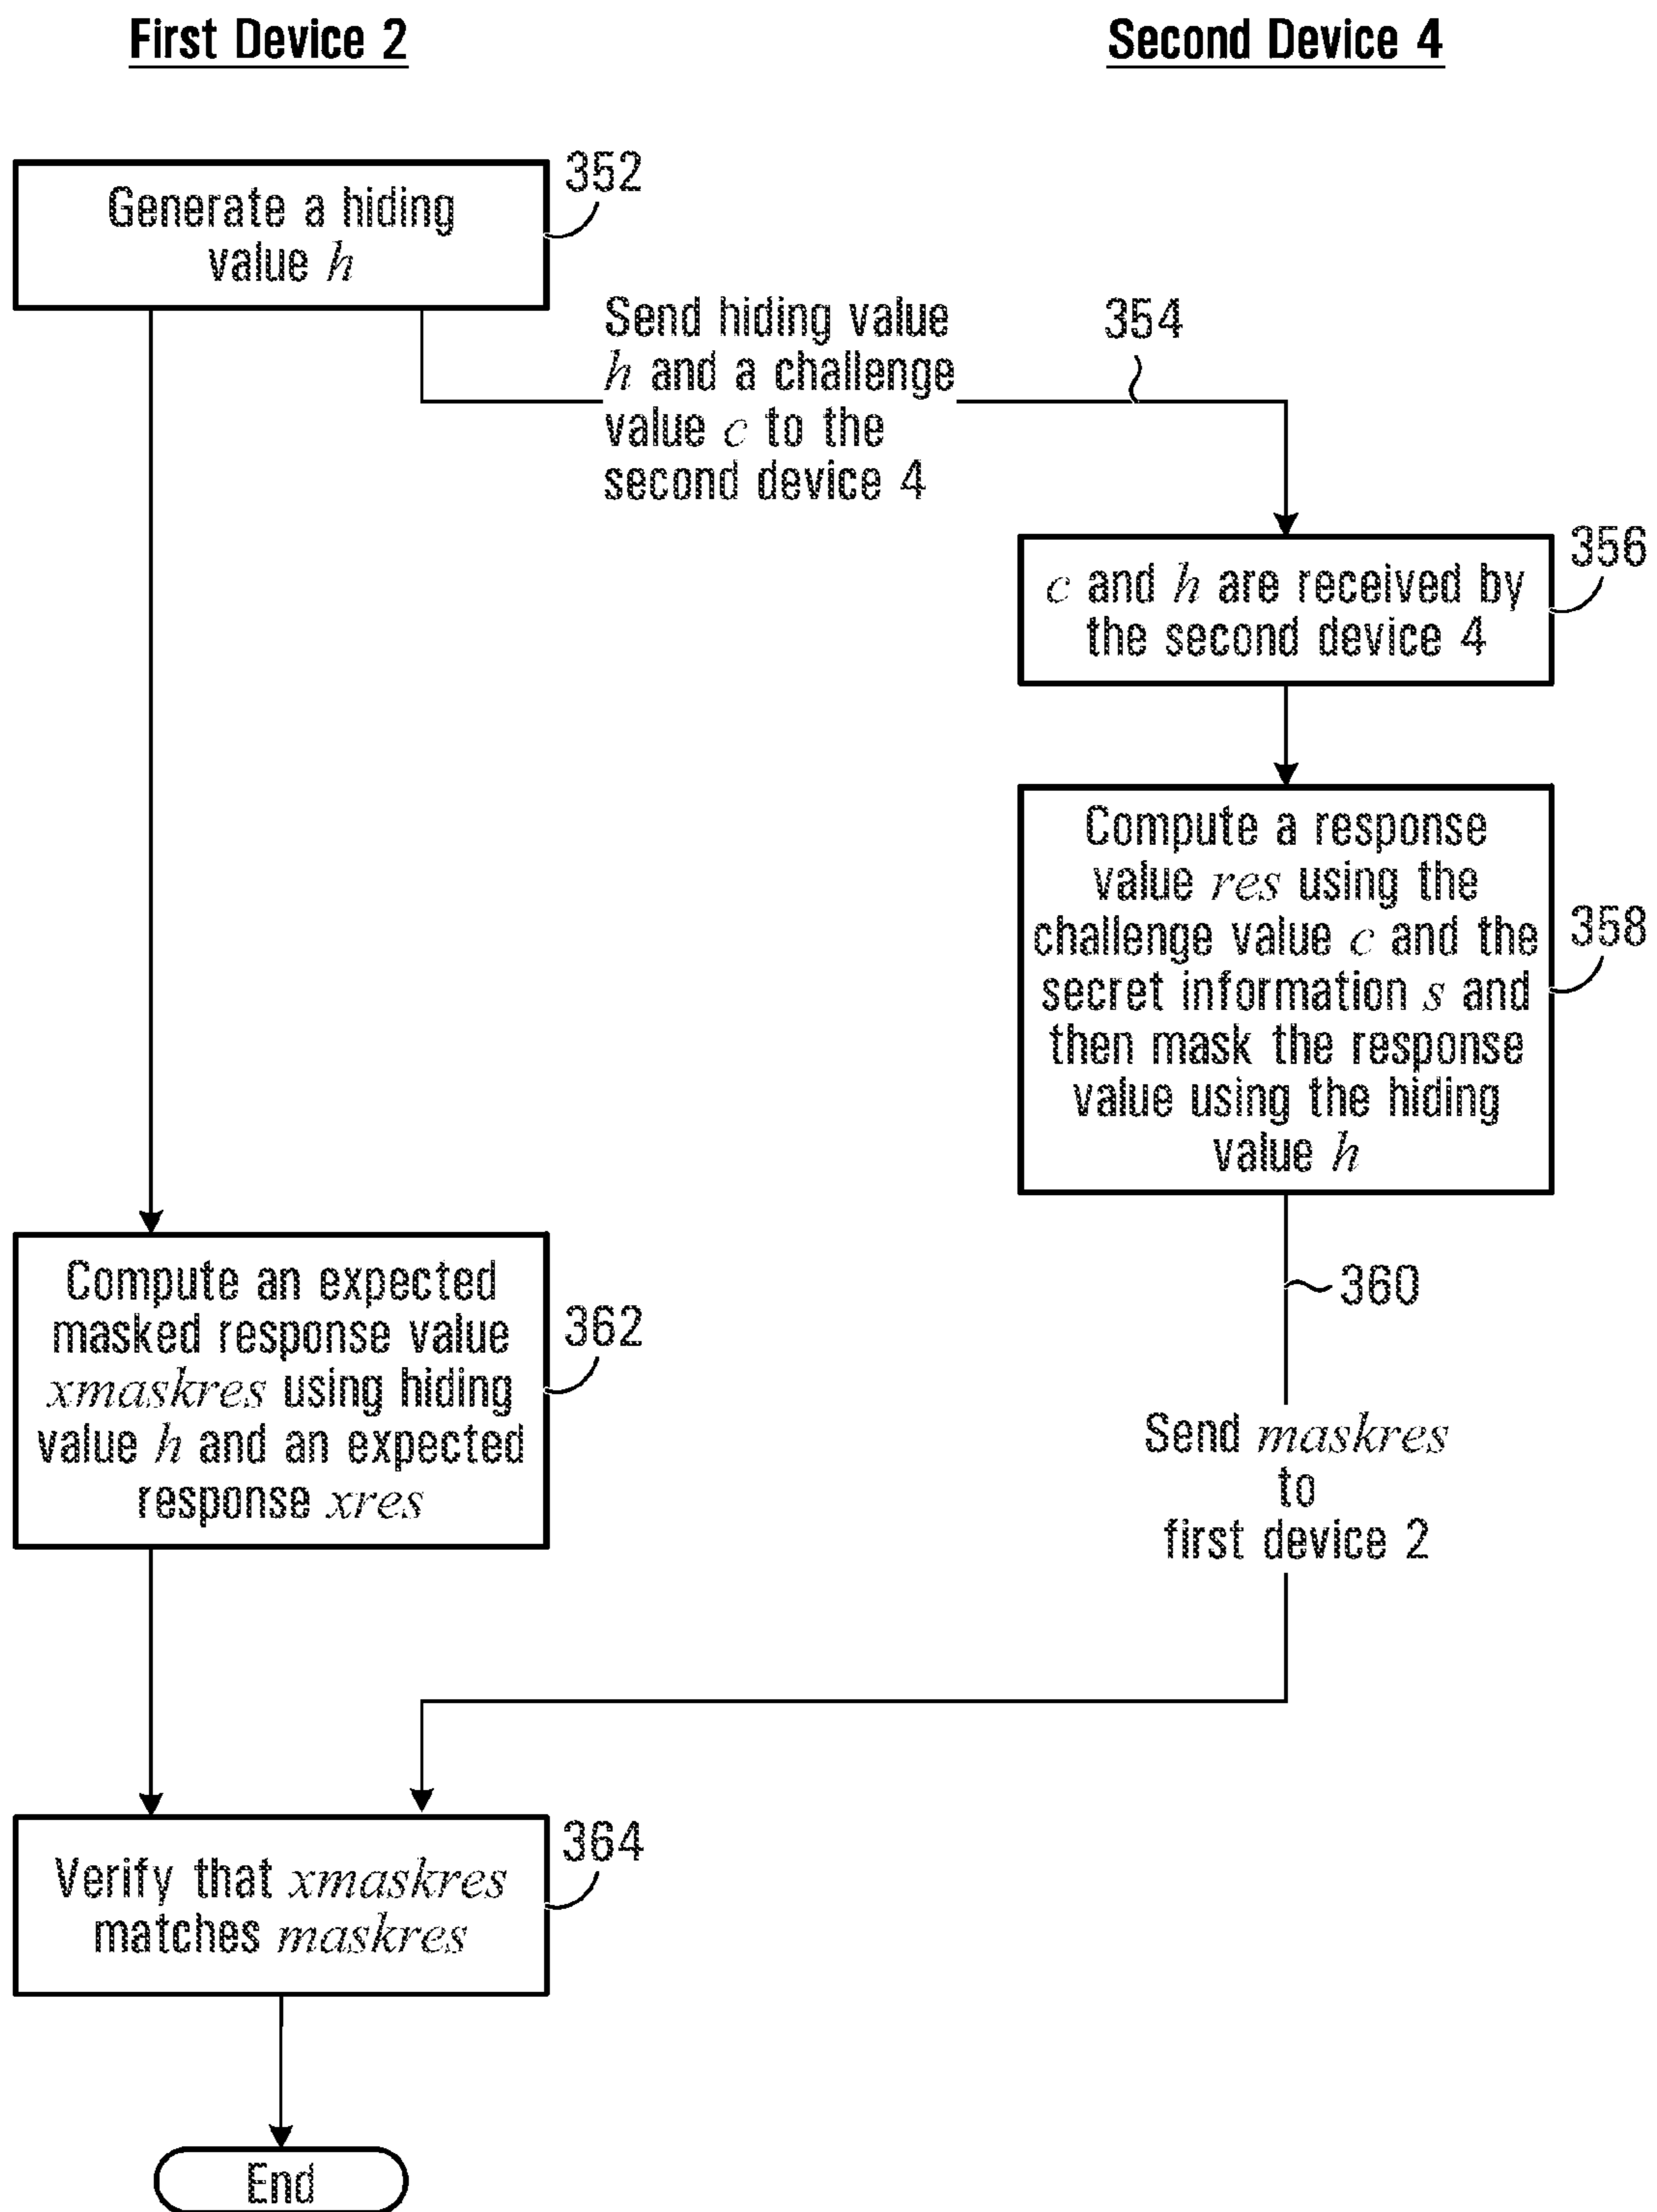 First Device 2
Second Device 4
Generate a hiding
value h
352
Send hiding value
h and a challenge
value c to the
second device 4
354
c and h are received by
the second device 4
356
Compute a response
value res using the
challenge value c and the
secret information s and
then mask the response
value using the hiding
value h
358
360
Compute an expected
masked response value
xmaskres using hiding
value h and an expected
response xres
362
Send maskres
to
first device 2
Verify that xmaskres
matches maskres
364
End